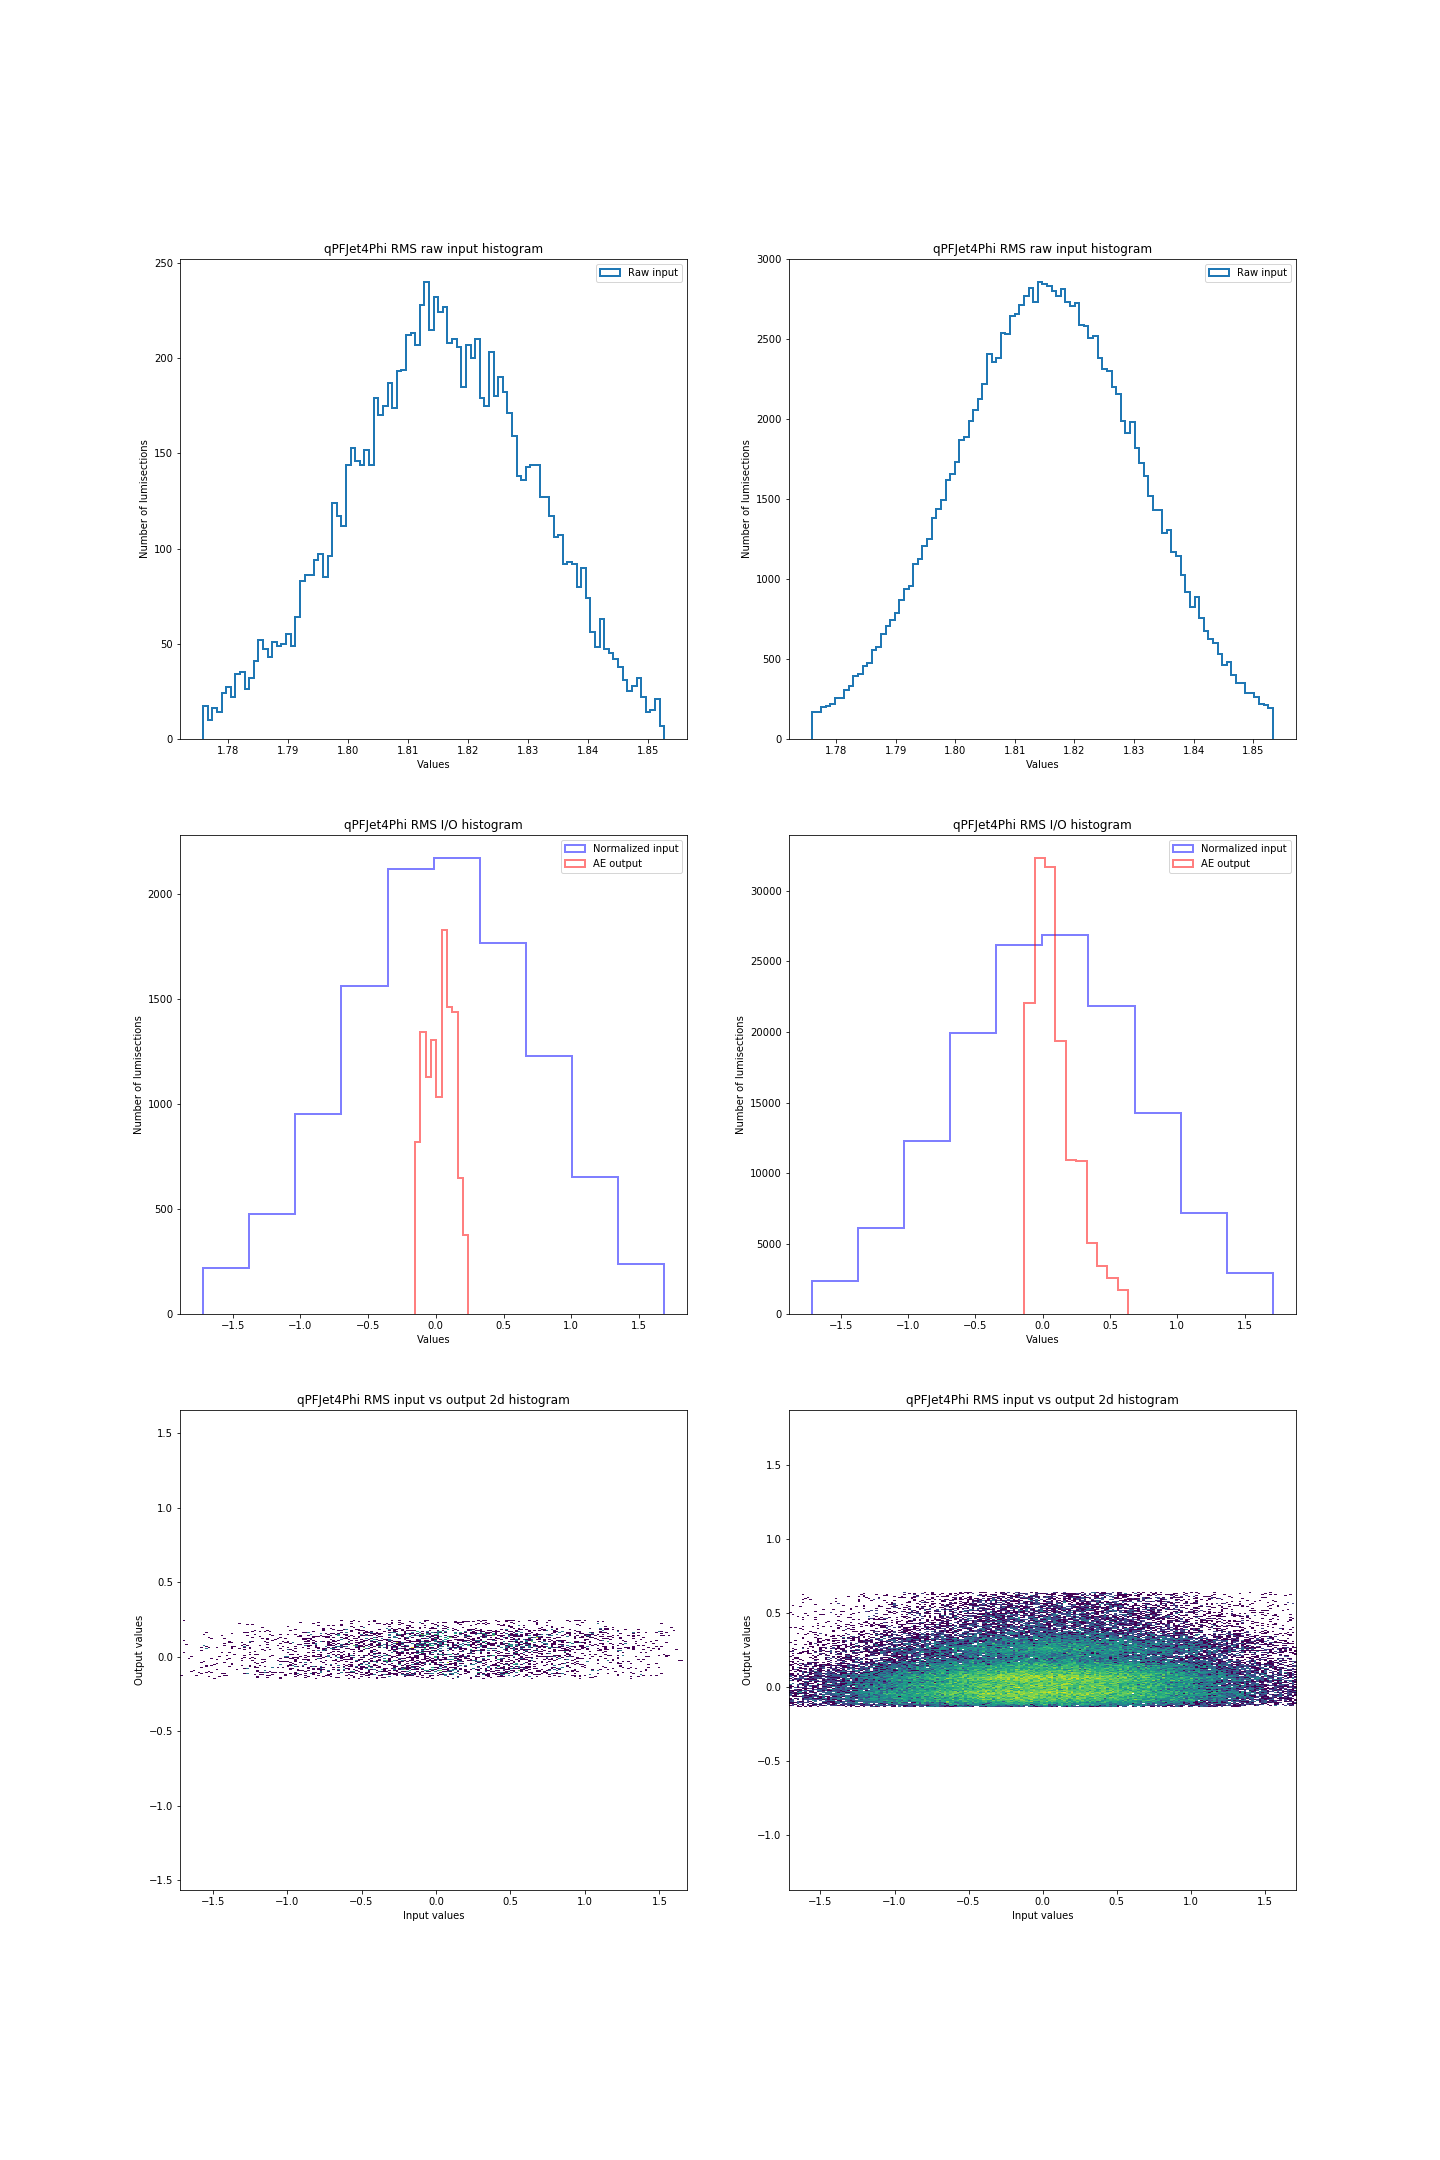 qPFJet4Phi RMS raw input histogram
Raw input
250
200
150
100
50
0
Number of lumisections
1.78 1.79 1.80 1.81 1.82 1.83 1.84 1.85
Values
qPFJet4Phi RMS raw input histogram
Raw input
3000
2500
2000
1500
1000
500
0
Number of lumisections
1.78 1.79 1.80 1.81 1.82 1.83 1.84 1.85
Values
qPFJet4Phi RMS I/O histogram
Normalized input
AE output
2000
1500
1000
500
0
Number of lumisections
−1.5 −1.0 −0.5 0.0 0.5 1.0 1.5
Values
qPFJet4Phi RMS I/O histogram
Normalized input
AE output
30000
25000
20000
15000
10000
5000
0
Number of lumisections
−1.5 −1.0 −0.5 0.0 0.5 1.0 1.5
Values
qPFJet4Phi RMS input vs output 2d histogram
1.5
1.0
0.5
0.0
−0.5
−1.0
−1.5
Output values
−1.5 −1.0 −0.5 0.0 0.5 1.0 1.5
Input values
qPFJet4Phi RMS input vs output 2d histogram
1.5
1.0
0.5
0.0
−0.5
−1.0
Output values
−1.5 −1.0 −0.5 0.0 0.5 1.0 1.5
Input values